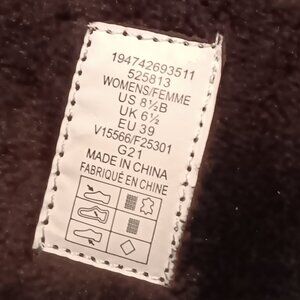 194742693511
525813
WOMENS/FEMME
US 8½B
UK 6½
EU 39
V15566/F25301
G21
MADE IN CHINA
FABRIQUÉ EN CHINE